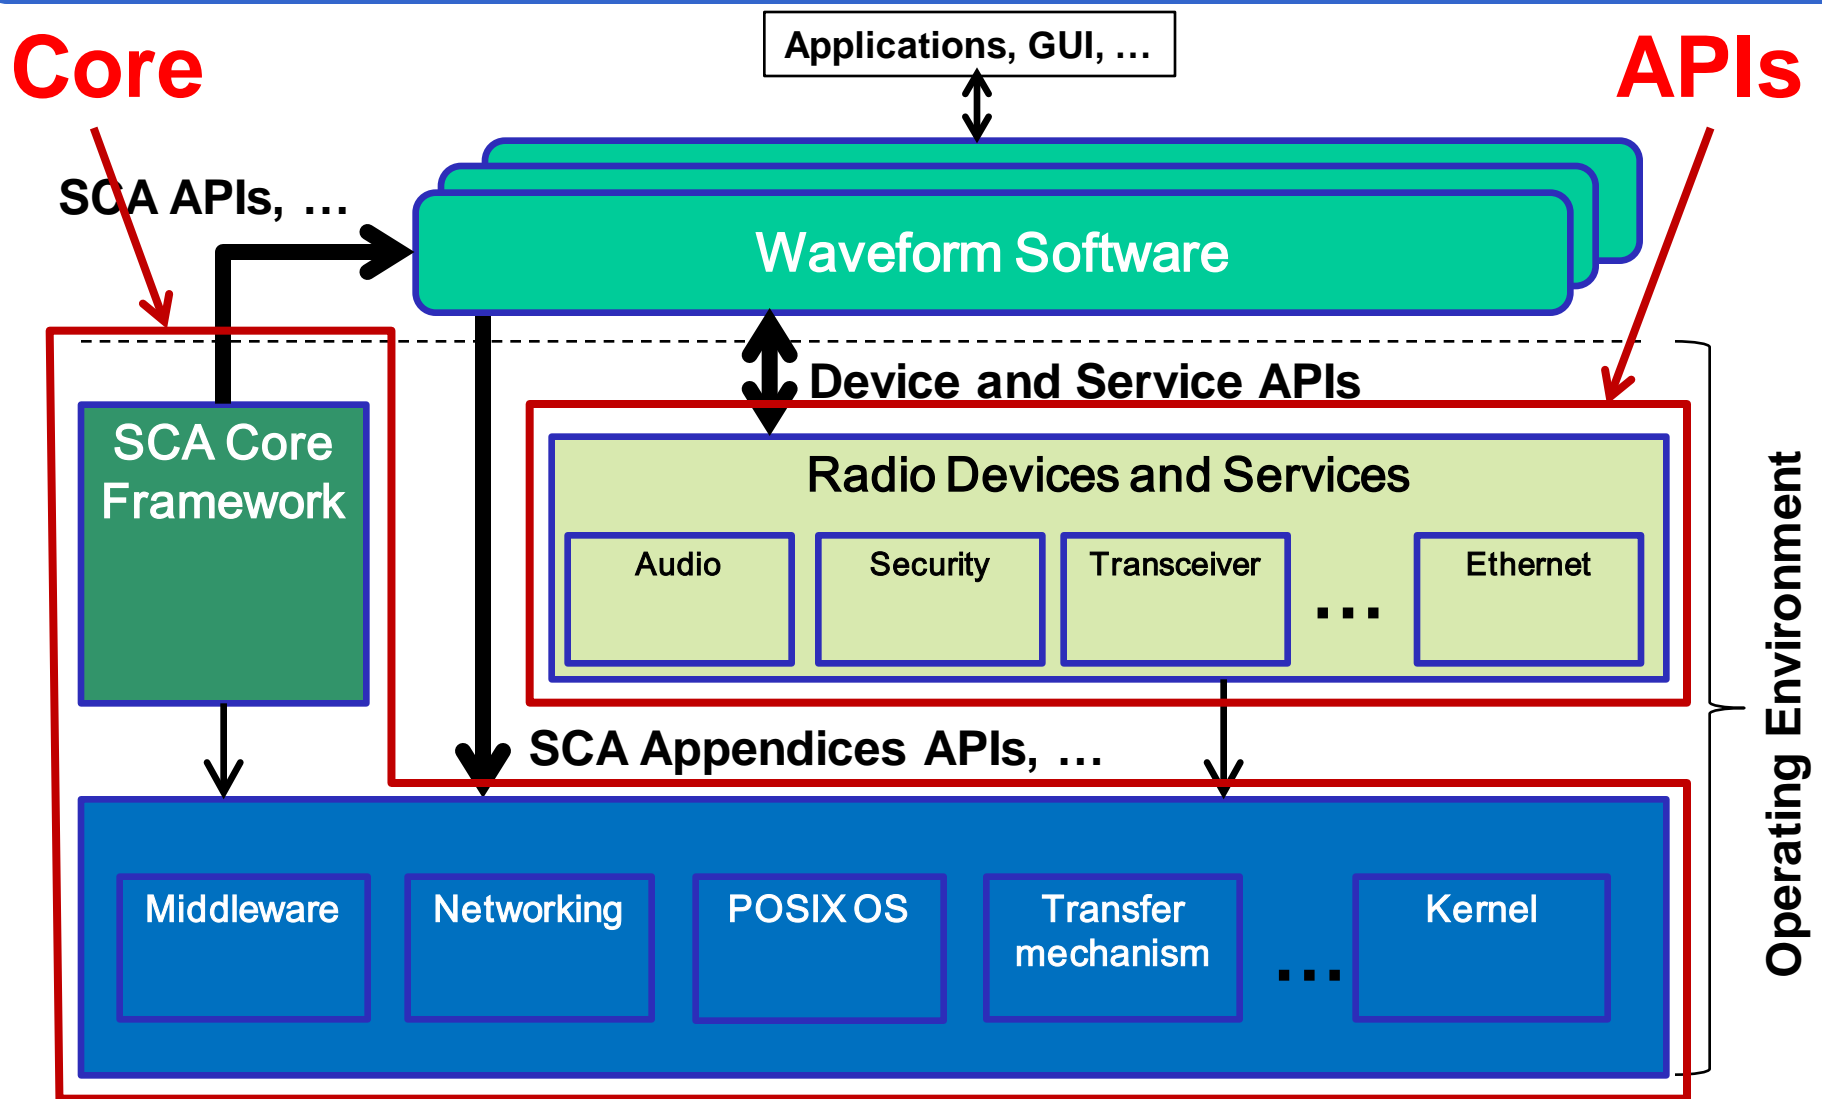 Core
Applications, GUI, …
APIs
SCA APIs, …
Waveform Software
Device and Service APIs
SCA Core
Framework
Radio Devices and Services
Audio
Security
Transceiver
…
Ethernet
Operating Environment
SCA Appendices APIs, …
Middleware
Networking
POSIX OS
Transfer
mechanism
…
Kernel